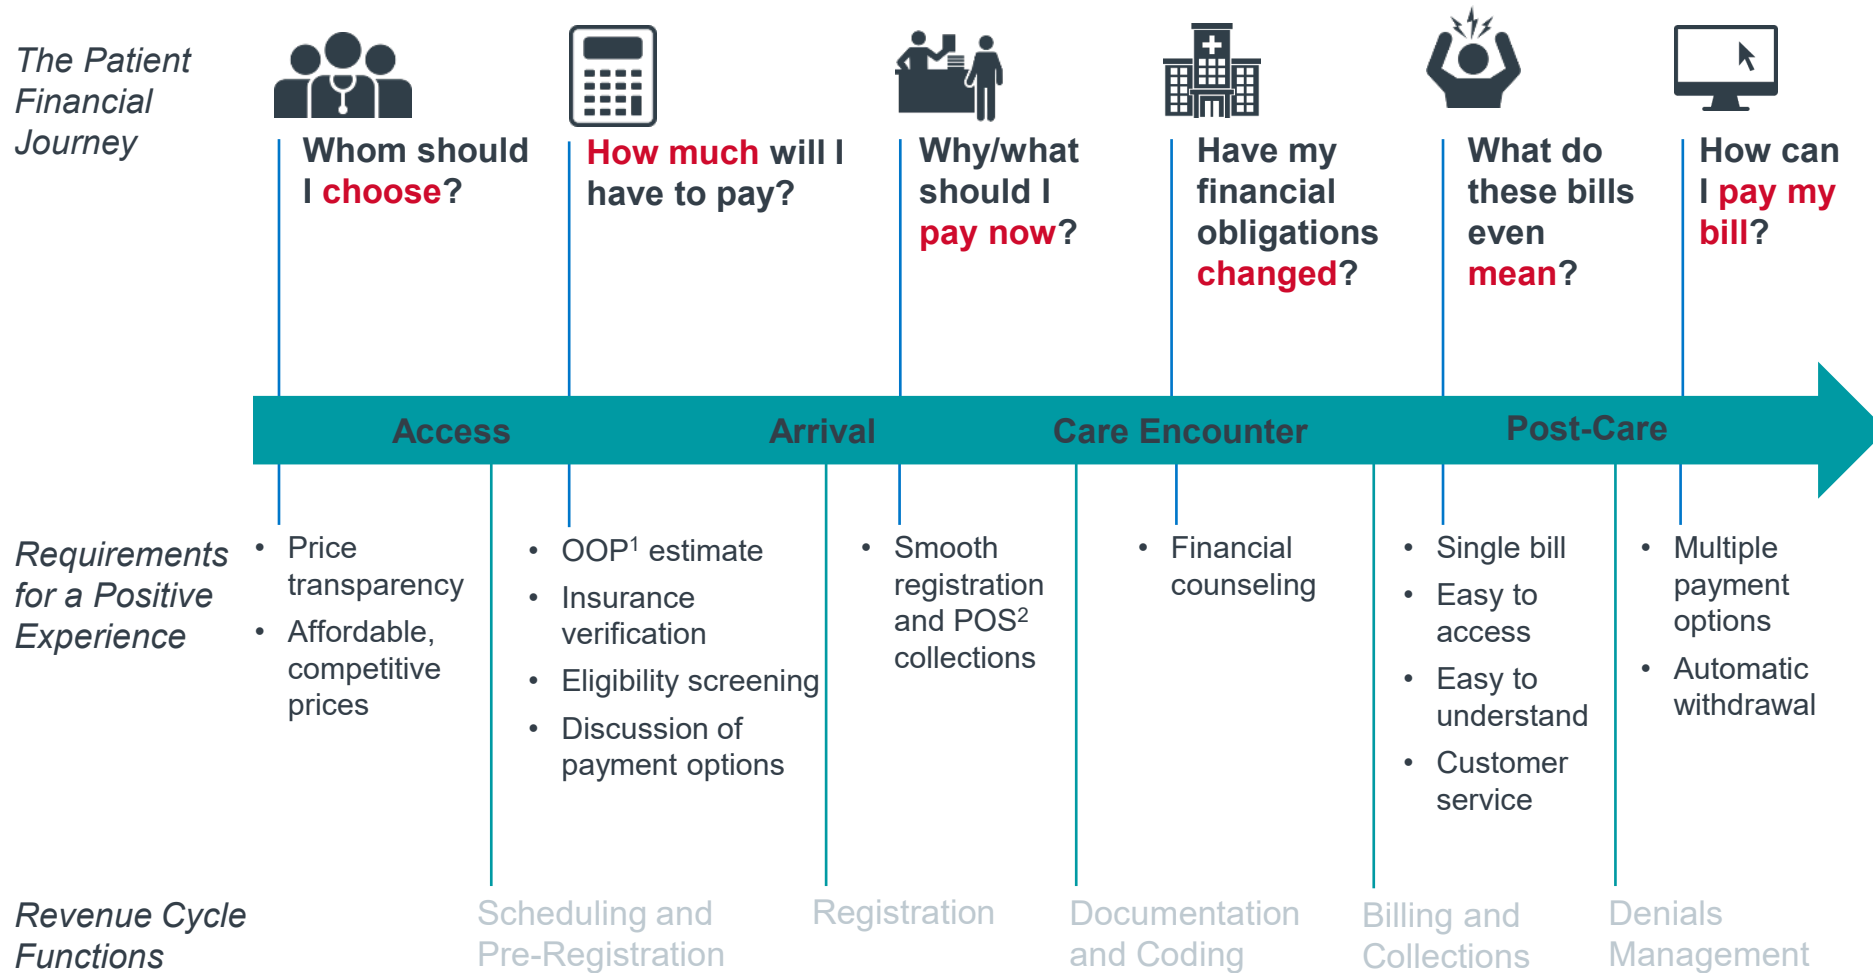 The Patient
Financial
Journey
Whom should
I choose?
How much will I
have to pay?
Why/what
should I
pay now?
Have my
financial
obligations
changed?
What do
these bills
even
mean?
How can
I pay my
bill?
Access
Arrival
Care Encounter
Post-Care
Requirements
for a Positive
Experience
• Price
transparency
• Affordable,
competitive
prices
• OOP¹ estimate
• Insurance
verification
• Eligibility screening
• Discussion of
payment options
• Smooth
registration
and POS²
collections
• Financial
counseling
• Single bill
• Easy to
access
• Easy to
understand
• Customer
service
• Multiple
payment
options
• Automatic
withdrawal
Revenue Cycle
Functions
Scheduling and
Pre-Registration
Registration
Documentation
and Coding
Billing and
Collections
Denials
Management